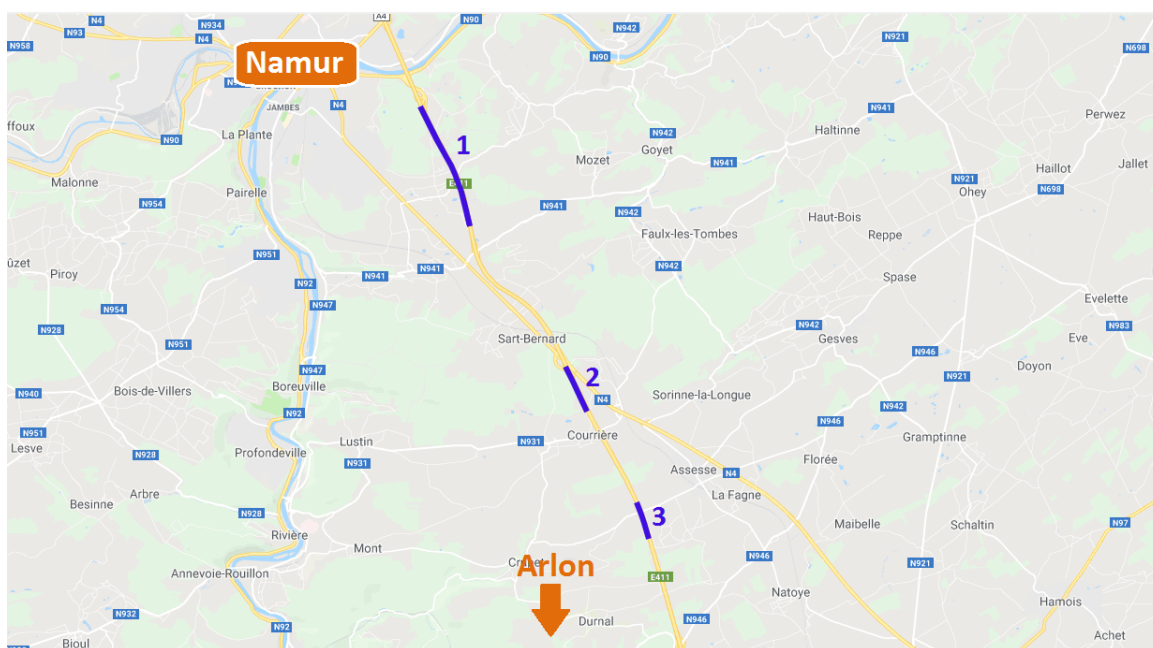 N4
N934
A4
N90
N942
N921
N93
N958
N4
N698
Namur
N90
JAMBES
N4
N941
Perwez
ffoux
La Plante
N942
Haltinne
N90
1
Goyet
Mozet
N941
Haillot
Jallet
Malonne
E411
N921
N698
Pairelle
Ohey
N954
N941
N942
Haut-Bois
Faulx-les-Tombes
Reppe
N951
ûzet
Piroy
N941
N941
N942
Spase
N92
N947
Evelette
N954
N928
N942
N983
Sart-Bernard
Gesves
Eve
N951
N946
Doyon
N947
2
N921
Boreuville
Bois-de-Villers
N940
Sorinne-la-Longue
N4
N942
N92
N946
N951
Lustin
N931
Courrière
Gramptinne
Lesve
Profondeville
N928
N931
Florée
Assesse
N4
Arbre
La Fagne
Besinne
N928
3
Maibelle
Schaltin
N97
Rivière
Mont
N946
Arlon
Annevoie-Rouillon
E411
Natoye
Hamois
N932
Durnal
N946
N92
Achet
Bioul